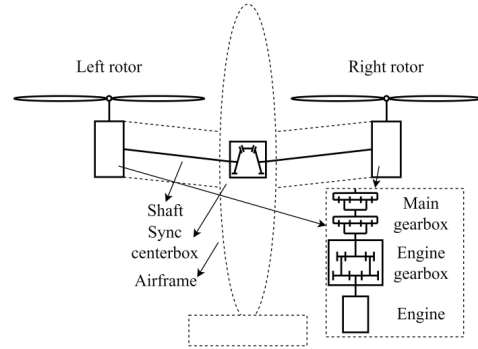 Left rotor
Right rotor
Shaft
Sync
centerbox
Airframe
Main
gearbox
Engine
gearbox
Engine